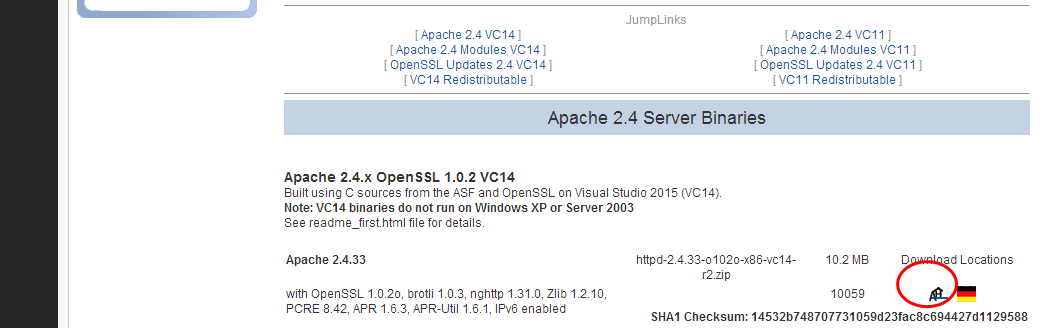 JumpLinks
[ Apache 2.4 VC14 ] [ Apache 2.4 VC11 ]
[ Apache 2.4 Modules VC14 ] [ Apache 2.4 Modules VC11 ]
[ OpenSSL Updates 2.4 VC14 ] [ OpenSSL Updates 2.4 VC11 ]
[ VC14 Redistributable ] [ VC11 Redistributable ]
Apache 2.4 Server Binaries
Apache 2.4.x OpenSSL 1.0.2 VC14
Built using C sources from the ASF and OpenSSL on Visual Studio 2015 (VC14).
Note: VC14 binaries do not run on Windows XP or Server 2003
See readme_first.html file for details.
Apache 2.4.33 httpd-2.4.33-o102o-x86-vc14- 10.2 MB Download Locations
r2.zip
with OpenSSL 1.0.2o, brotli 1.0.3, nghttp 1.31.0, Zlib 1.2.10, 10059
PCRE 8.42, APR 1.6.3, APR-Util 1.6.1, IPv6 enabled
SHA1 Checksum: 14532b748707731059d23fac8c694427d1129588